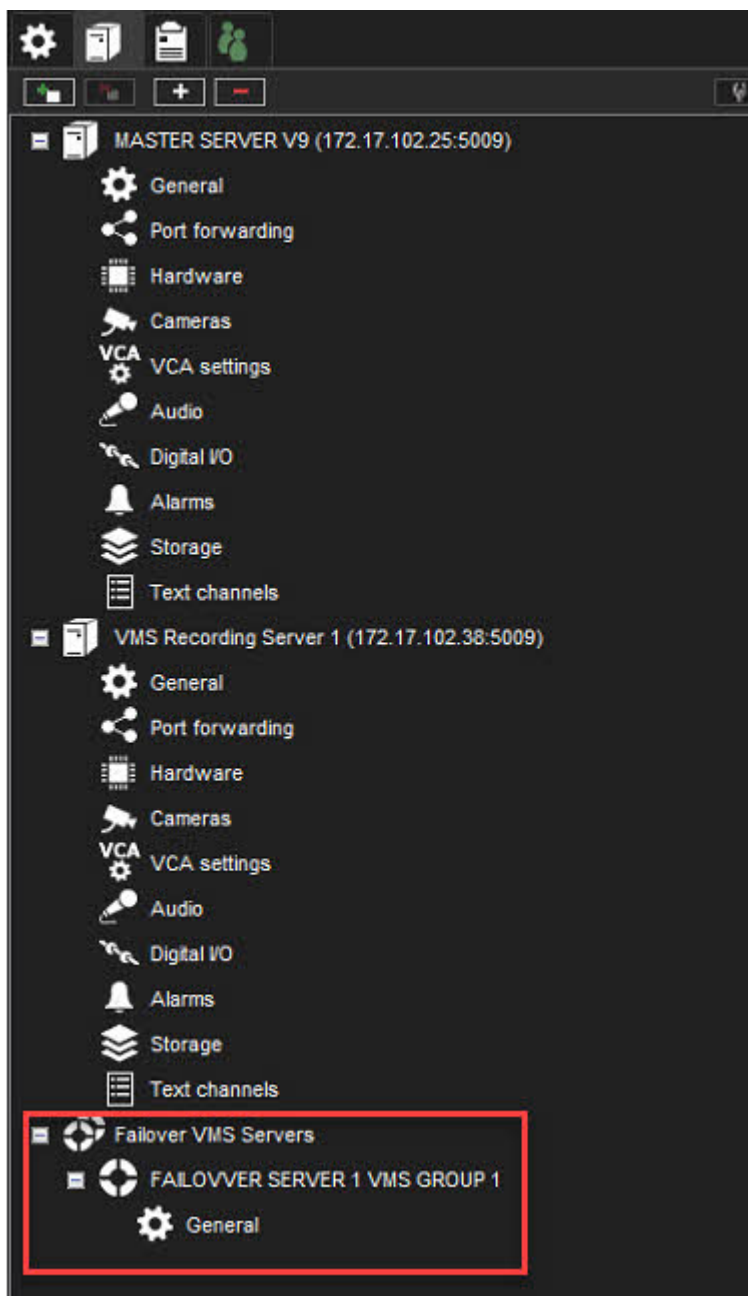 MASTER SERVER V9 (172.17.102.25:5009)
General
Port forwarding
Hardware
Cameras
VCA
VCA settings
Audio
Digital I/O
Alarms
Storage
Text channels
VMS Recording Server 1 (172.17.102.38:5009)
General
Port forwarding
Hardware
Cameras
VCA
VCA settings
Audio
Digital I/O
Alarms
Storage
Text channels
Failover VMS Servers
FAILOVVER SERVER 1 VMS GROUP 1
General